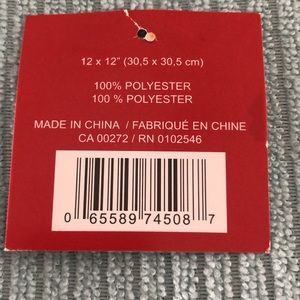 12 x 12" (30,5 x 30,5 cm)
100% POLYESTER
100 % POLYESTER
MADE IN CHINA / FABRIQUÉ EN CHINE
CA 00272 / RN 0102546
0 65589 74508 7